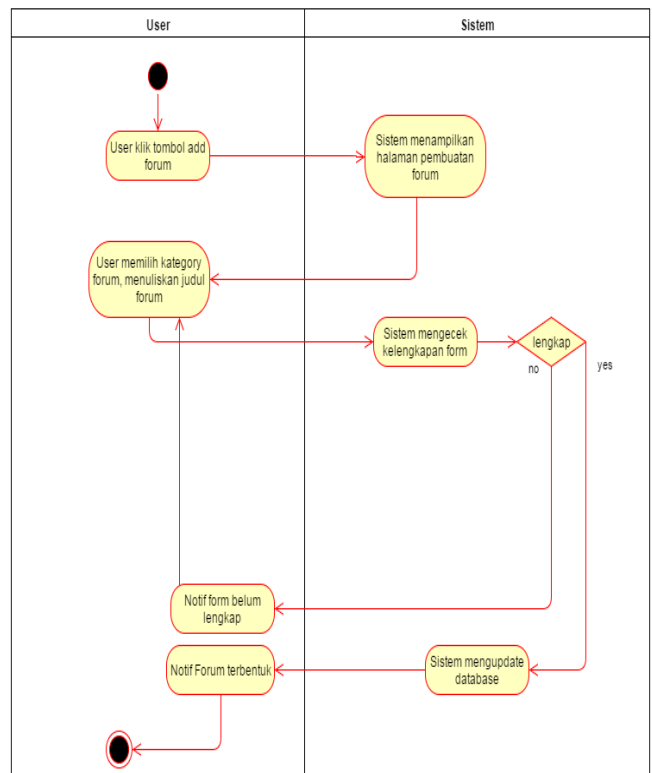 User
Sistem
User klik tombol add
forum
Sistem menampilkan
halaman pembuatan
forum
User memilih kategory
forum, menuliskan judul
forum
Sistem mengecek
kelengkapan form
lengkap
no
yes
Notif form belum
lengkap
Notif Forum terbentuk
Sistem mengupdate
database